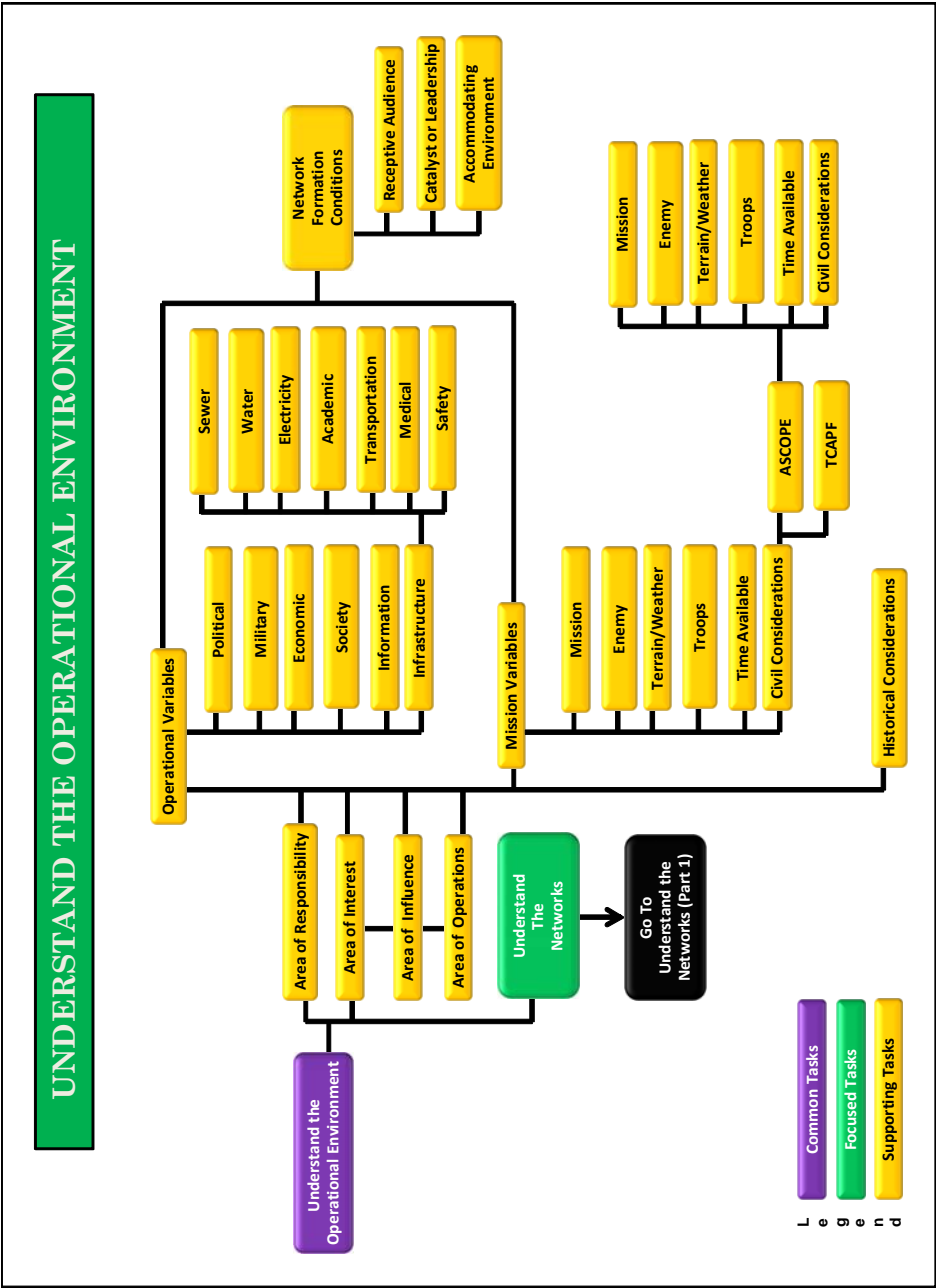 UNDERSTAND THE OPERATIONAL ENVIRONMENT
Understand the
Operational Environment
Area of Responsibility
Area of Interest
Area of Influence
Area of Operations
Understand
The
Networks
Go To
Understand the
Networks (Part 1)
Operational Variables
Political
Military
Economic
Society
Information
Infrastructure
Sewer
Water
Electricity
Academic
Transportation
Medical
Safety
Network
Formation
Conditions
Receptive Audience
Catalyst or Leadership
Accommodating
Environment
Mission Variables
Mission
Enemy
Terrain/Weather
Troops
Time Available
Civil Considerations
ASCOPE
TCAPF
Mission
Enemy
Terrain/Weather
Troops
Time Available
Civil Considerations
Historical Considerations
Legend
Common Tasks
Focused Tasks
Supporting Tasks